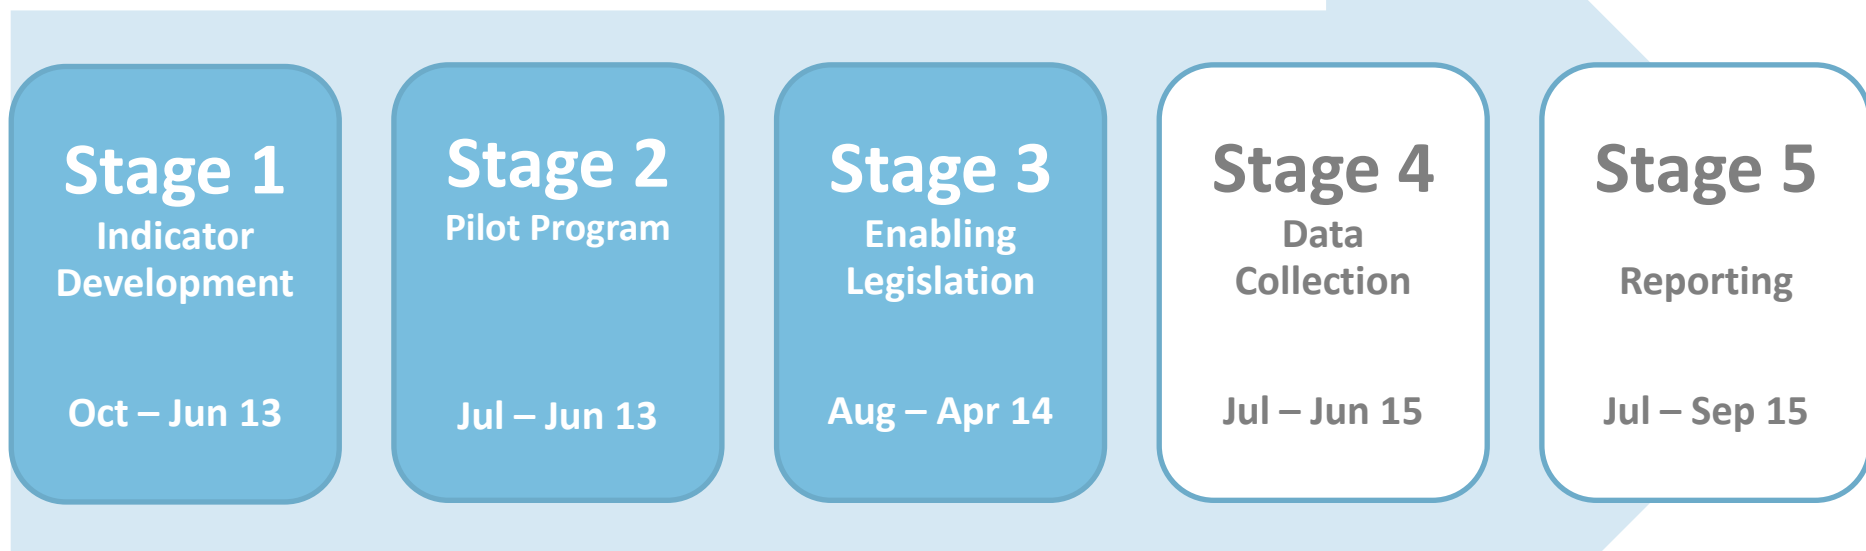 Stage 1
Indicator
Development
Oct – Jun 13
Stage 2
Pilot Program
Jul – Jun 13
Stage 3
Enabling
Legislation
Aug – Apr 14
Stage 4
Data
Collection
Jul – Jun 15
Stage 5
Reporting
Jul – Sep 15